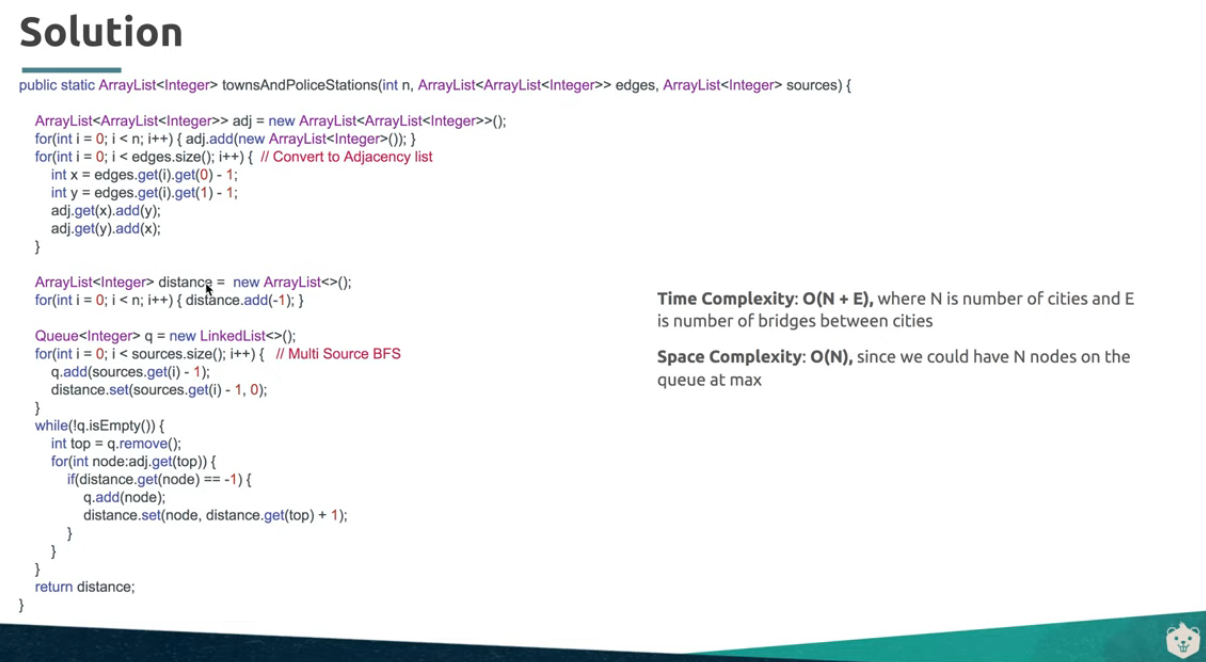 Solution
public static ArrayList<Integer> townsAndPoliceStations(int n, ArrayList<ArrayList<Integer>> edges, ArrayList<Integer> sources) {
ArrayList<ArrayList<Integer>> adj = new ArrayList<ArrayList<Integer>>();
for(int i = 0; i < n; i++) { adj.add(new ArrayList<Integer>()); }
for(int i = 0; i < edges.size(); i++) { // Convert to Adjacency list
int x = edges.get(i).get(0) - 1;
int y = edges.get(i).get(1) - 1;
adj.get(x).add(y);
adj.get(y).add(x);
}
ArrayList<Integer> distance = new ArrayList<>();
for(int i = 0; i < n; i++) { distance.add(-1); }
Queue<Integer> q = new LinkedList<>();
for(int i = 0; i < sources.size(); i++) { // Multi Source BFS
q.add(sources.get(i) - 1);
distance.set(sources.get(i) - 1, 0);
}
while(!q.isEmpty()) {
int top = q.remove();
for(int node:adj.get(top)) {
if(distance.get(node) == -1) {
q.add(node);
distance.set(node, distance.get(top) + 1);
}
}
}
return distance;
}
Time Complexity: O(N + E), where N is number of cities and E
is number of bridges between cities
Space Complexity: O(N), since we could have N nodes on the
queue at max